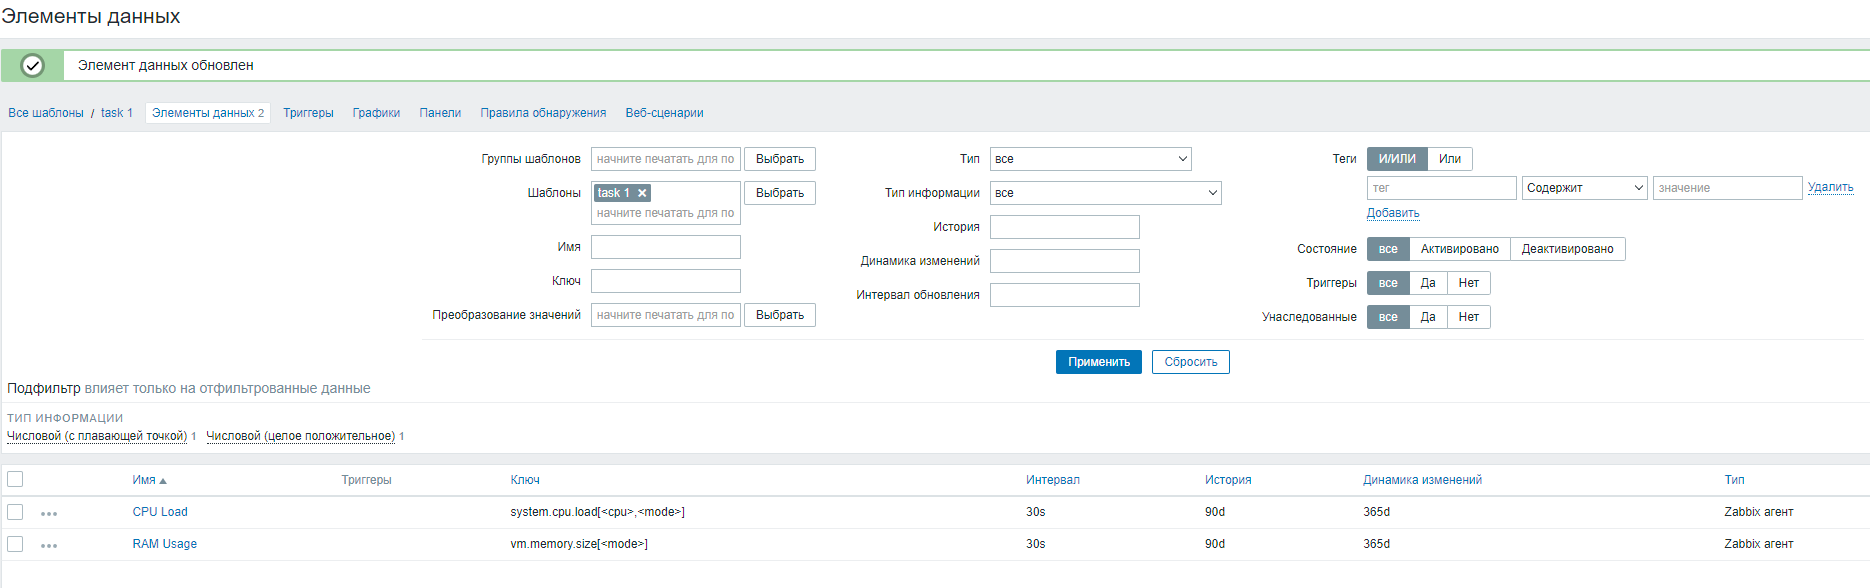 Элементы данных
Элемент данных обновлен
Все шаблоны / task 1 Элементы данных 2 Триггеры Графики Панели Правила обнаружения Веб-сценарии
Группы шаблонов начните печатать для по Выбрать Тип все Теги И/ИЛИ Или
Шаблоны task 1 Выбрать Тип информации все тег Содержит значение Удалить
начните печатать для по Добавить
История
Имя Состояние все Активировано Деактивировано
Динамика изменений
Ключ Триггеры все Да Нет
Интервал обновления
Преобразование значений начните печатать для по Выбрать Унаследованные все Да Нет
Применить Сбросить
Подфильтр влияет только на отфильтрованные данные
ТИП ИНФОРМАЦИИ
Числовой (с плавающей точкой) 1 Числовой (целое положительное) 1
Имя Триггеры Ключ Интервал История Динамика изменений Тип
CPU Load system.cpu.load[<cpu>,<mode>] 30s 90d 365d Zabbix агент
RAM Usage vm.memory.size[<mode>] 30s 90d 365d Zabbix агент